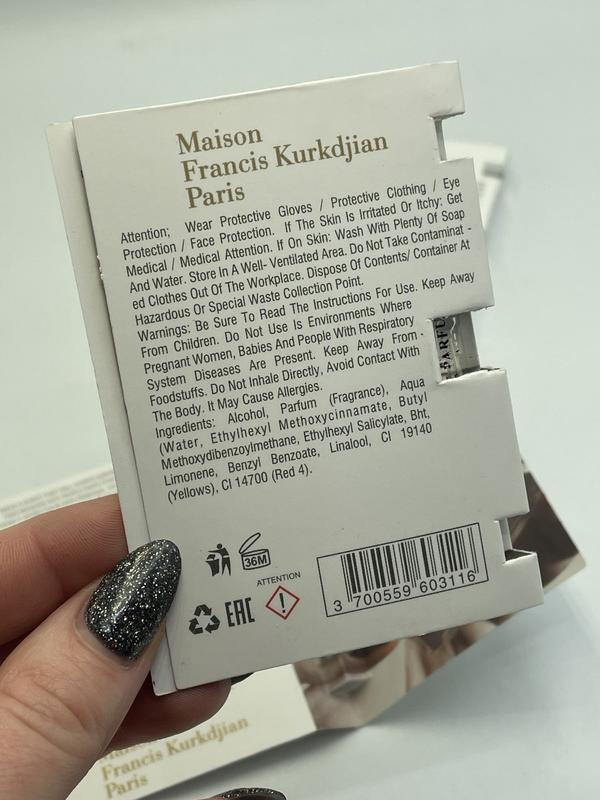 Maison
Francis Kurkdjian
Paris
Attention; Wear Protective Gloves / Protective Clothing / Eye
Protection / Face Protection. If The Skin Is Irritated Or Itchy: Get
Medical / Medical Attention. If On Skin: Wash With Plenty Of Soap
And Water. Store In A Well- Ventilated Area. Do Not Take Contaminat -
ed Clothes Out Of The Workplace. Dispose Of Contents/ Container At
Hazardous Or Special Waste Collection Point.
Warnings: Be Sure To Read The Instructions For Use. Keep Away
From Children. Do Not Use Is Environments Where
Pregnant Women, Babies And People With Respiratory
System Diseases Are Present. Keep Away From -
Foodstuffs. Do Not Inhale Directly, Avoid Contact With
The Body. It May Cause Allergies.
Ingredients: Alcohol, Parfum (Fragrance), Aqua
(Water, Ethylhexyl Methoxycinnamate, Butyl
Methoxydibenzoylmethane, Ethylhexyl Salicylate, Bht,
Limonene, Benzyl Benzoate, Linalool, CI 19140
(Yellows), CI 14700 (Red 4).
36M
ATTENTION
EAC
3 700559 603116
Francis Kurkdjian
Paris